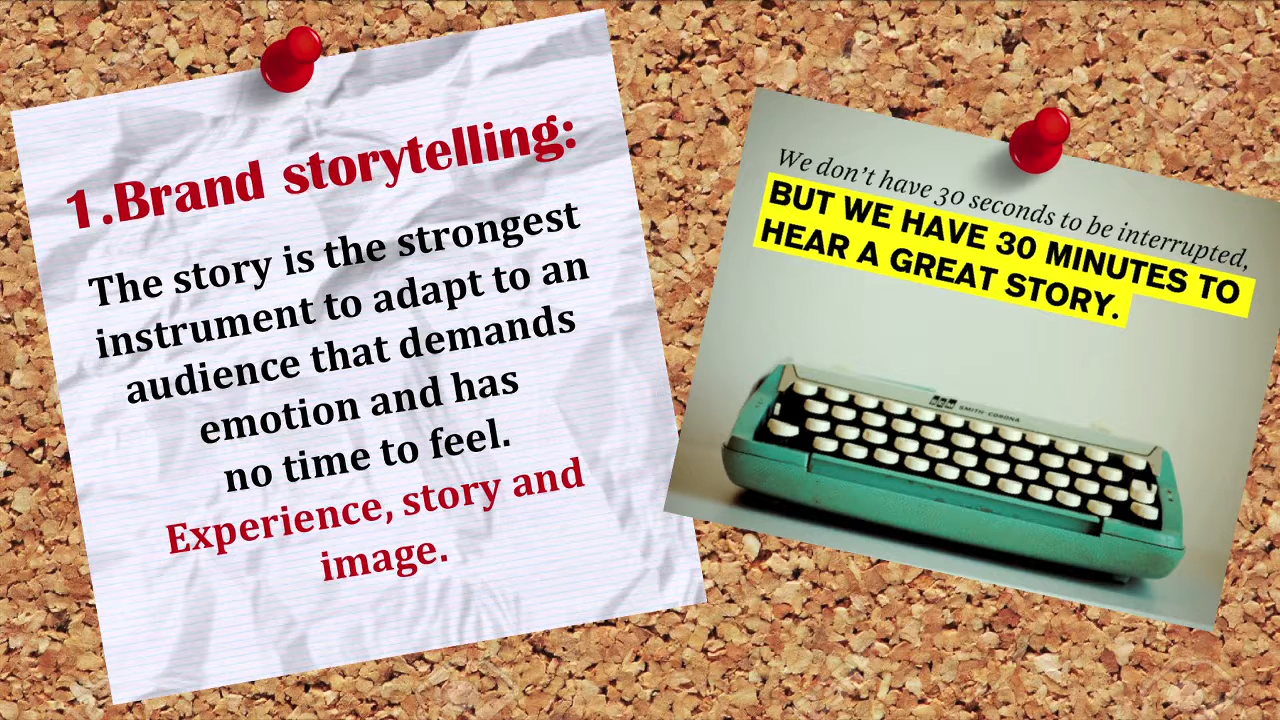 1.Brand storytelling:
The story is the strongest
instrument to adapt to an
audience that demands
emotion and has
no time to feel.
Experience, story and
image.
We don't have 30 seconds to be interrupted,
BUT WE HAVE 30 MINUTES TO
HEAR A GREAT STORY.
SMITH-CORONA